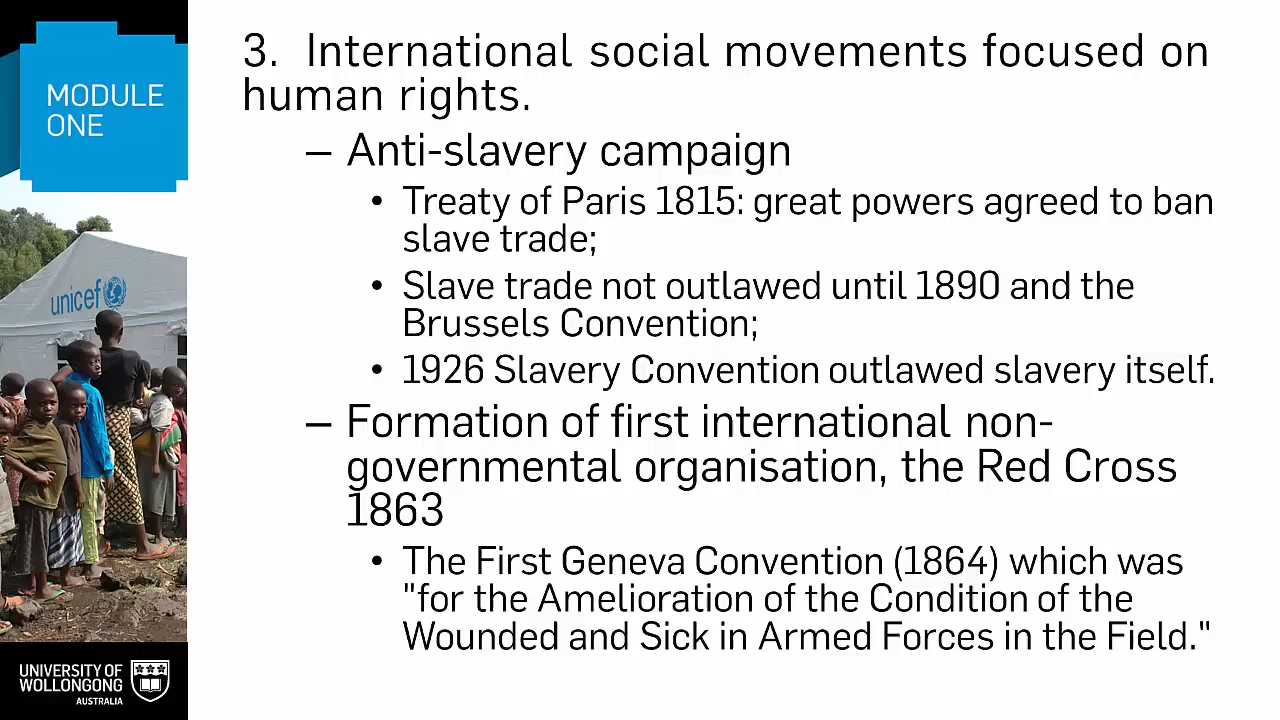 MODULE
ONE
3. International social movements focused on
human rights.
– Anti-slavery campaign
• Treaty of Paris 1815: great powers agreed to ban
slave trade;
• Slave trade not outlawed until 1890 and the
Brussels Convention;
• 1926 Slavery Convention outlawed slavery itself.
– Formation of first international non-
governmental organisation, the Red Cross
1863
• The First Geneva Convention (1864) which was
"for the Amelioration of the Condition of the
Wounded and Sick in Armed Forces in the Field."
unicef
UNIVERSITY OF
WOLLONGONG
AUSTRALIA